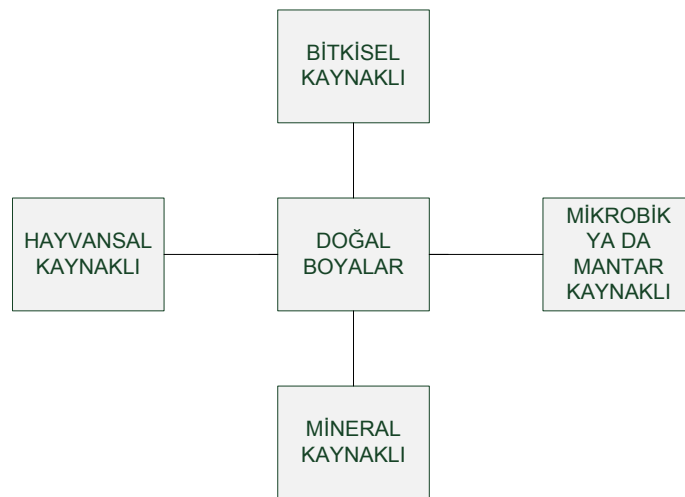 BİTKİSEL
KAYNAKLI
HAYVANSAL
KAYNAKLI
DOĞAL
BOYALAR
MİKROBİK
YA DA
MANTAR
KAYNAKLI
MİNERAL
KAYNAKLI